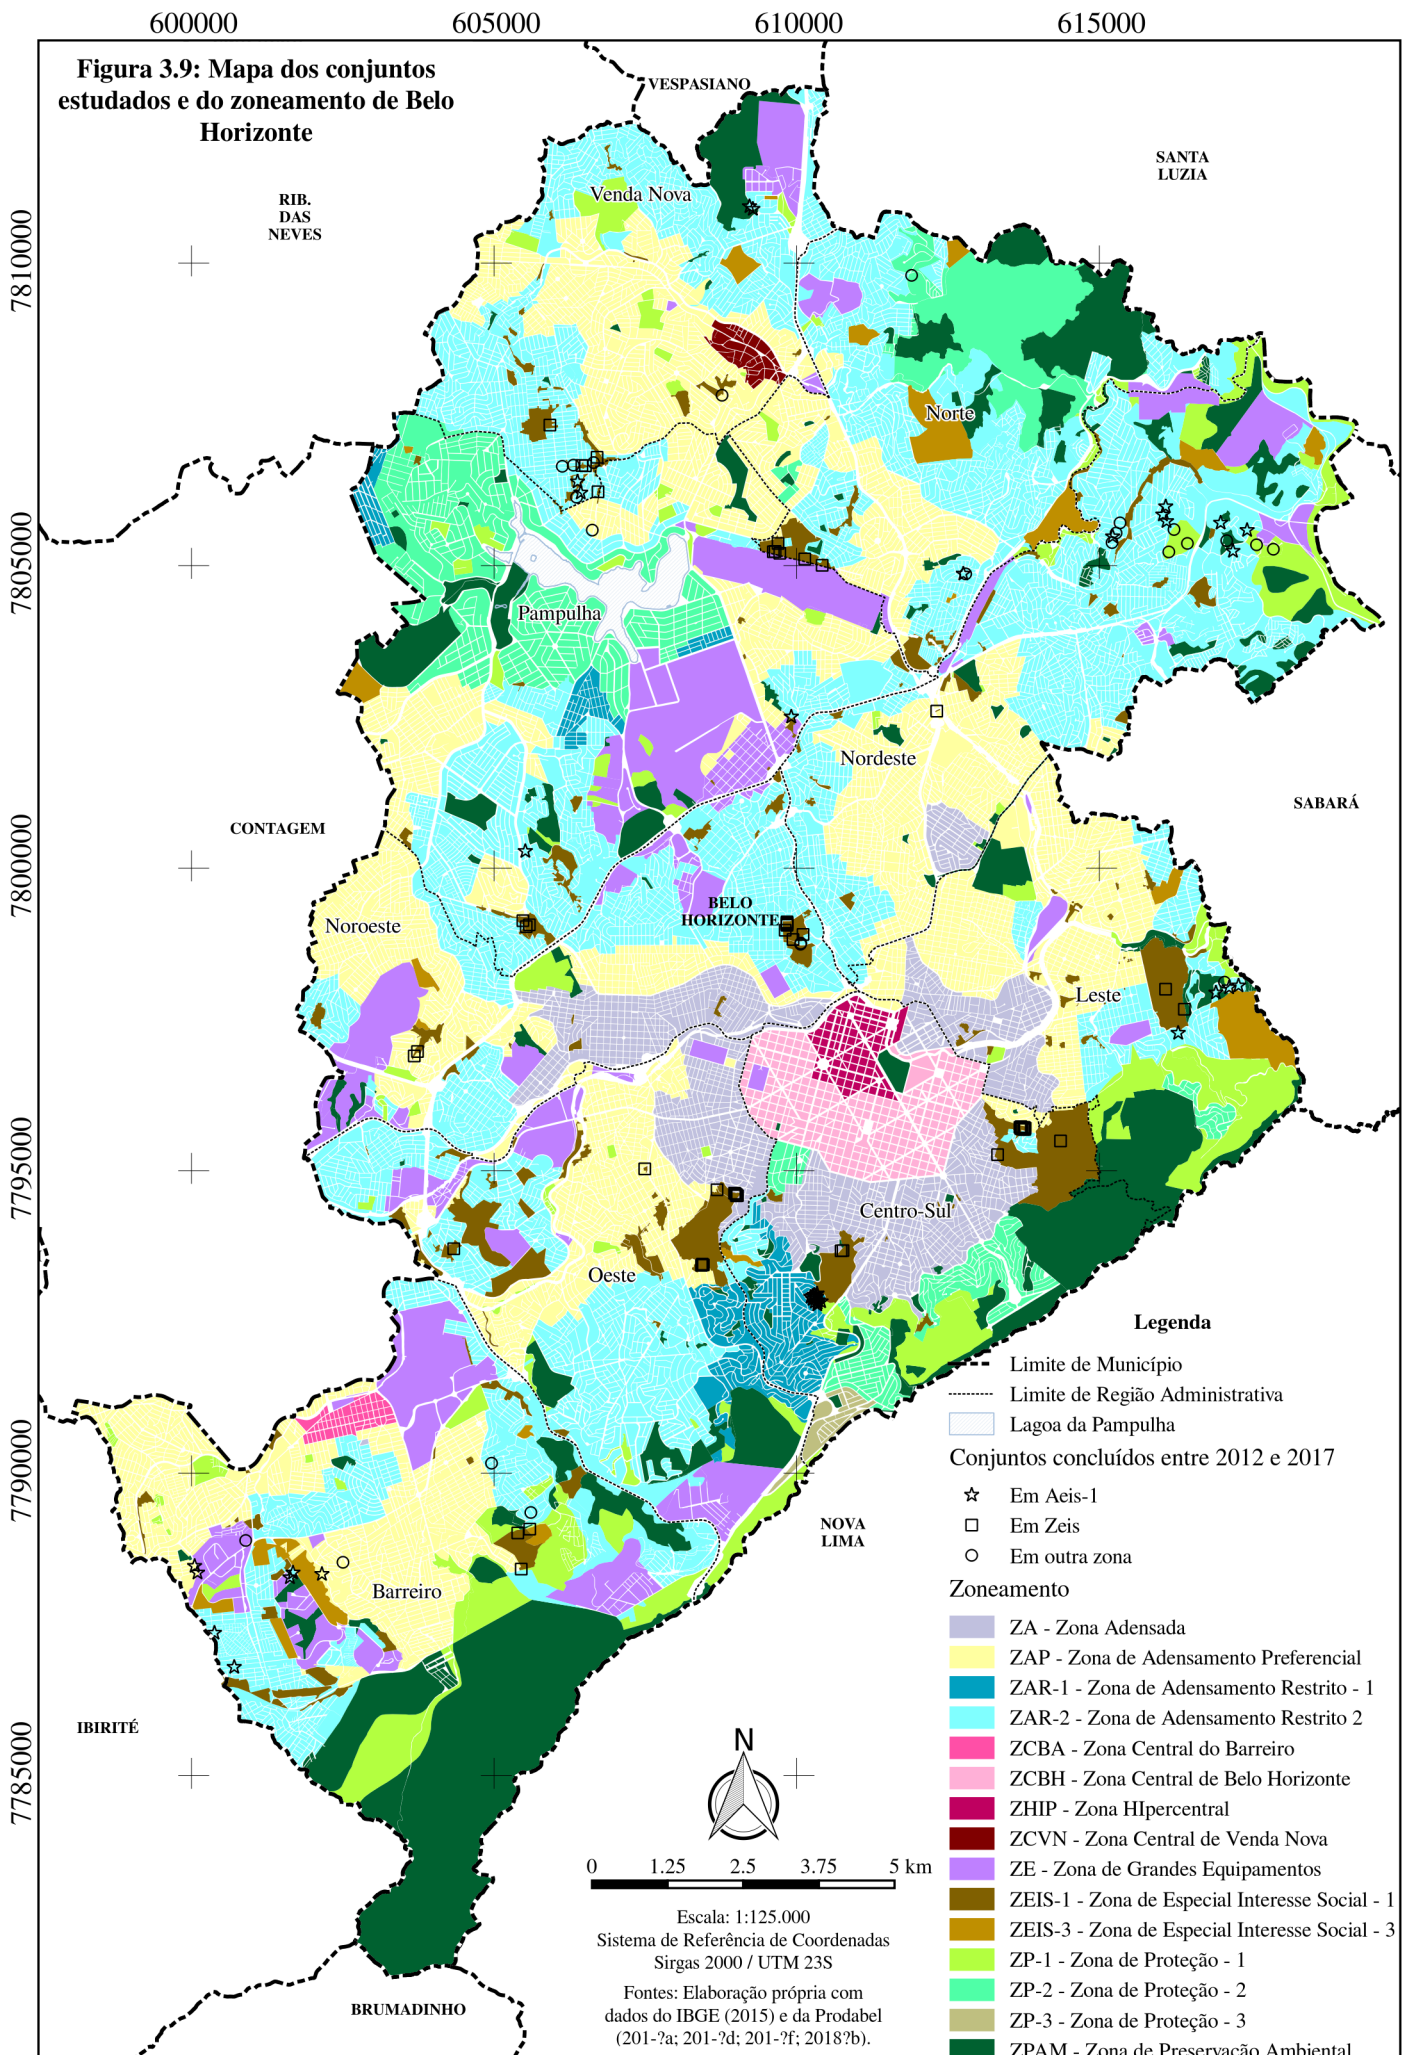 600000 605000 610000 615000
Figura 3.9: Mapa dos conjuntos
estudados e do zoneamento de Belo
Horizonte
VESPASIANO
SANTA
LUZIA
RIB.
DAS
NEVES
Venda Nova
7810000
Norte
7805000
Pampulha
Nordeste
SABARÁ
CONTAGEM
7800000
BELO
HORIZONTE
Noroeste
Leste
7795000
Centro-Sul
Oeste
7790000
NOVA
LIMA
Barreiro
IBIRITÉ
7785000
BRUMADINHO
N
0 1.25 2.5 3.75 5 km
Escala: 1:125.000
Sistema de Referência de Coordenadas
Sirgas 2000 / UTM 23S
Fontes: Elaboração própria com
dados do IBGE (2015) e da Prodabel
(201-?a; 201-?d; 201-?f; 2018?b).
Legenda
Limite de Município
Limite de Região Administrativa
Lagoa da Pampulha
Conjuntos concluídos entre 2012 e 2017
Em Aeis-1
Em Zeis
Em outra zona
Zoneamento
ZA - Zona Adensada
ZAP - Zona de Adensamento Preferencial
ZAR-1 - Zona de Adensamento Restrito - 1
ZAR-2 - Zona de Adensamento Restrito 2
ZCBA - Zona Central do Barreiro
ZCBH - Zona Central de Belo Horizonte
ZHIP - Zona HIpercentral
ZCVN - Zona Central de Venda Nova
ZE - Zona de Grandes Equipamentos
ZEIS-1 - Zona de Especial Interesse Social - 1
ZEIS-3 - Zona de Especial Interesse Social - 3
ZP-1 - Zona de Proteção - 1
ZP-2 - Zona de Proteção - 2
ZP-3 - Zona de Proteção - 3
ZPAM - Zona de Preservação Ambiental